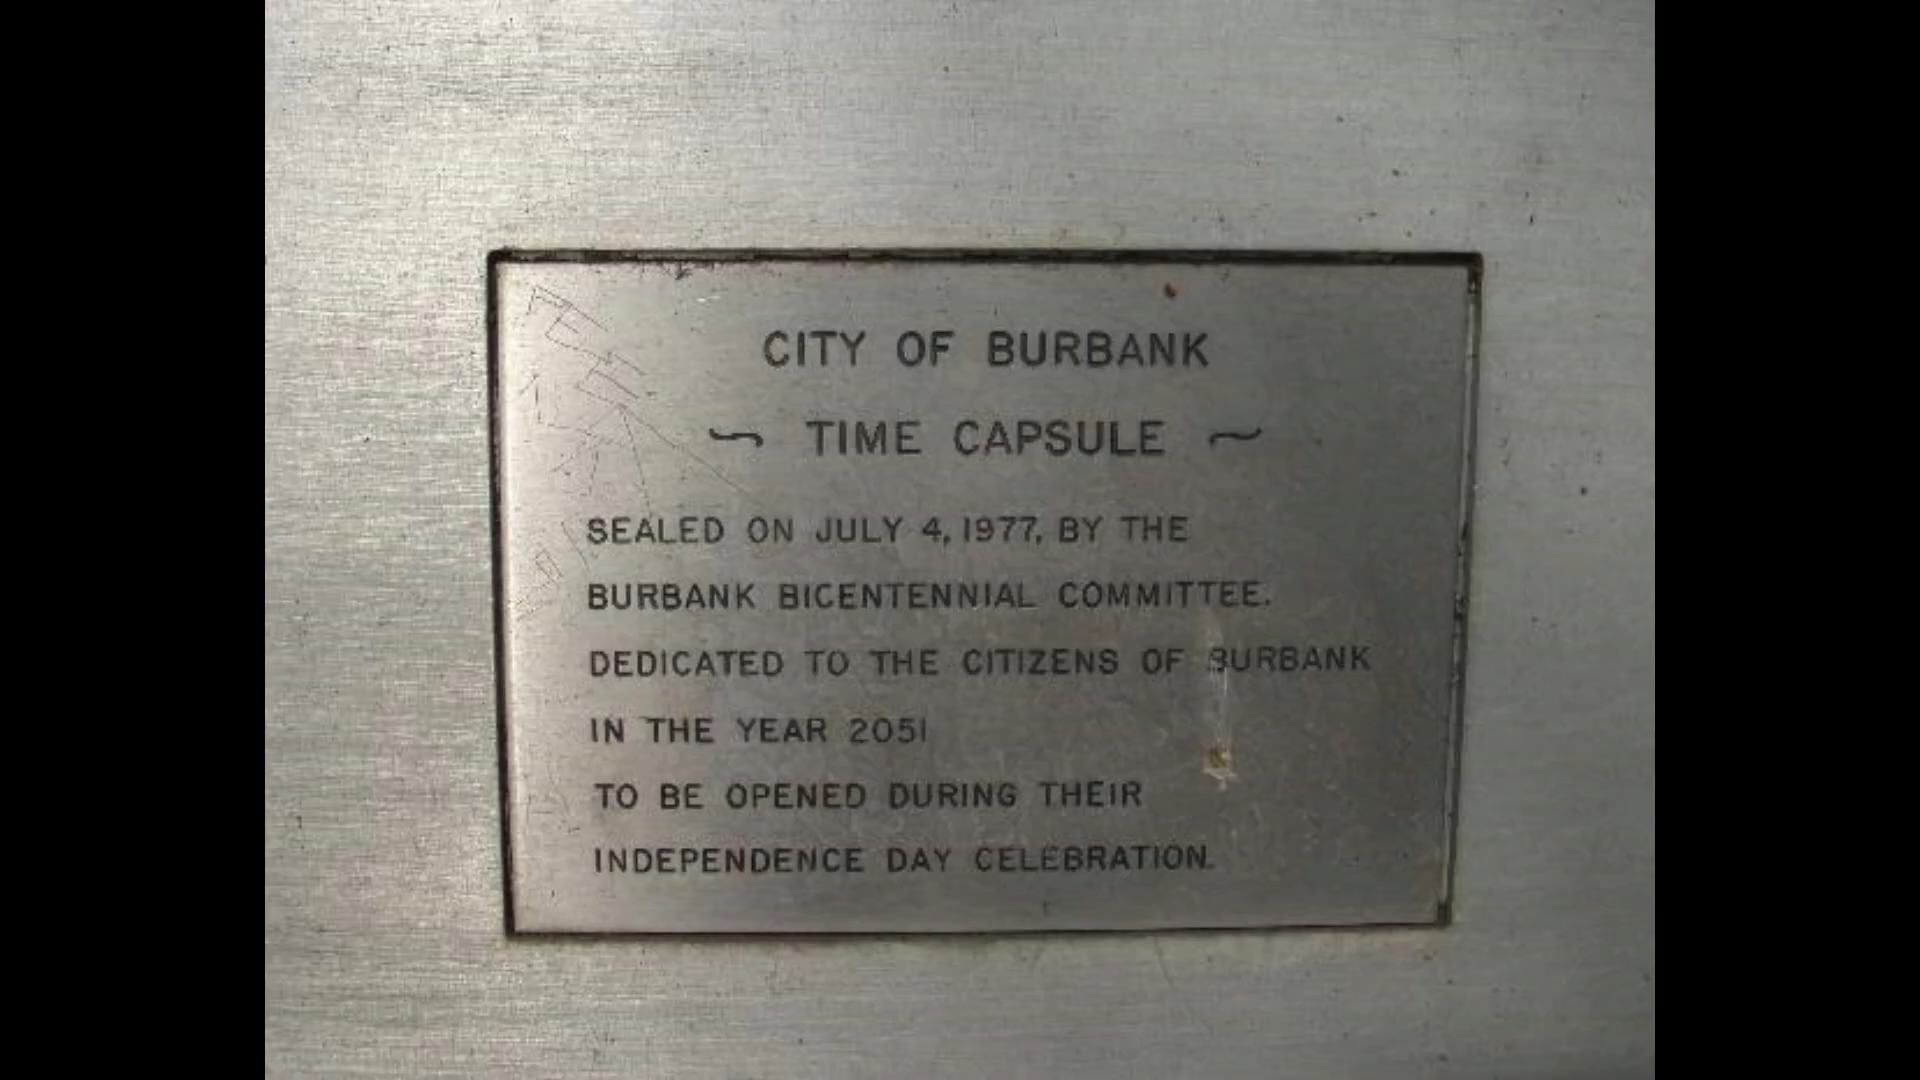 CITY OF BURBANK
~ TIME CAPSULE ~
SEALED ON JULY 4, 1977, BY THE
BURBANK BICENTENNIAL COMMITTEE.
DEDICATED TO THE CITIZENS OF BURBANK
IN THE YEAR 2051
TO BE OPENED DURING THEIR
INDEPENDENCE DAY CELEBRATION.